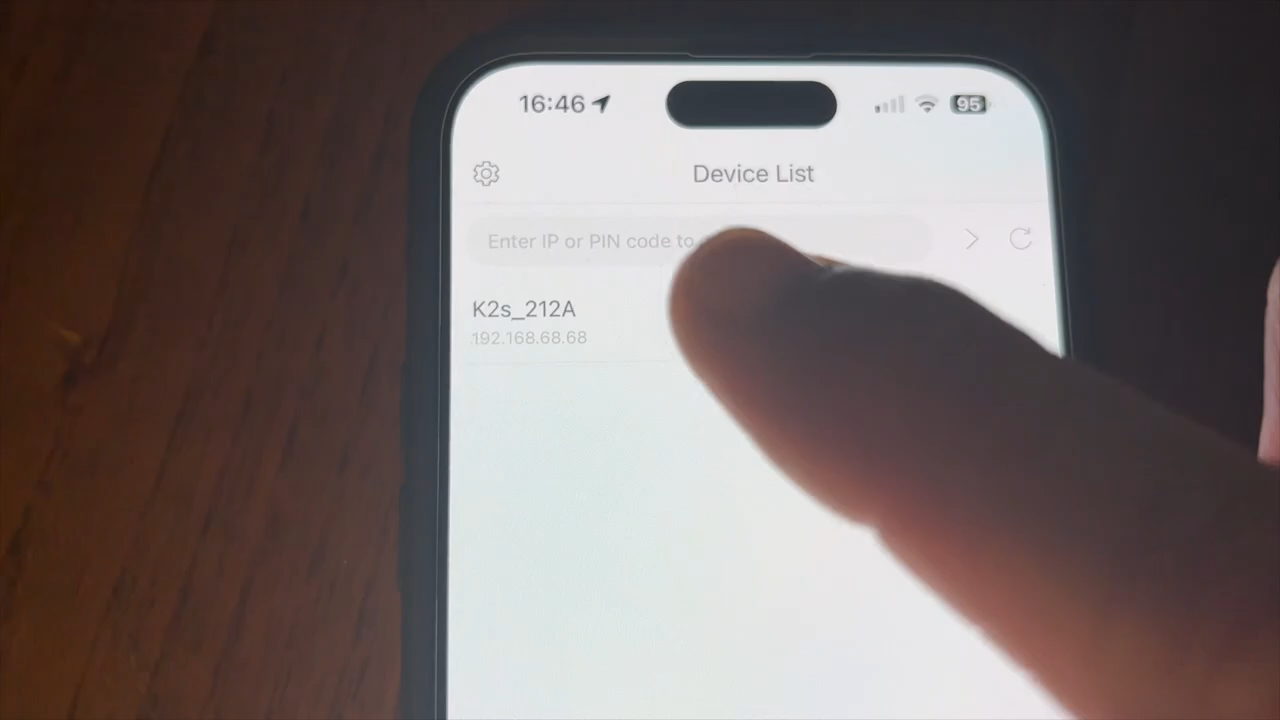 16:46
95
Device List
Enter IP or PIN code to
K2s_212A
192.168.68.68